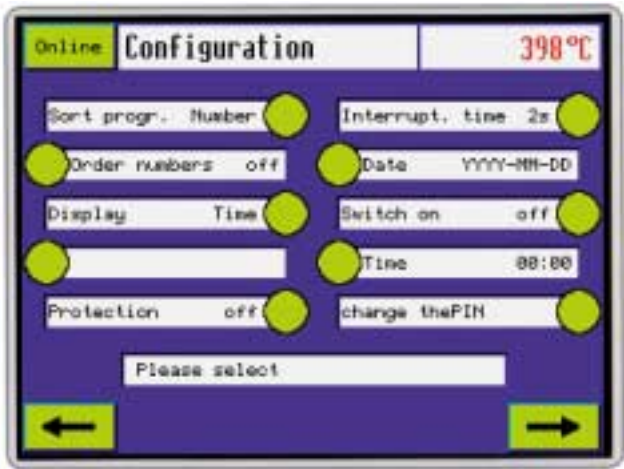 Online Configuration 398°C
Sort progr. Number
Interrupt. time 2s
Order numbers off
Date YYYY-MM-DD
Display Time
Switch on off
Time 00:00
Protection off
change thePIN
Please select